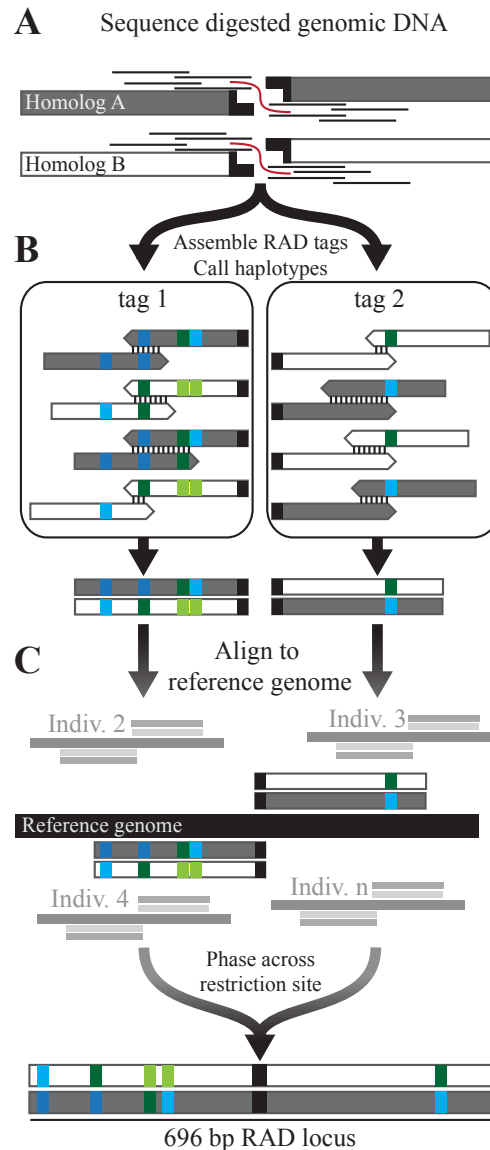 A
Sequence digested genomic DNA
Homolog A
Homolog B
Assemble RAD tags
Call haplotypes
B
tag 1
tag 2
C
Align to
reference genome
Indiv. 2
Indiv. 3
Reference genome
Indiv. 4
Indiv. n
Phase across
restriction site
696 bp RAD locus